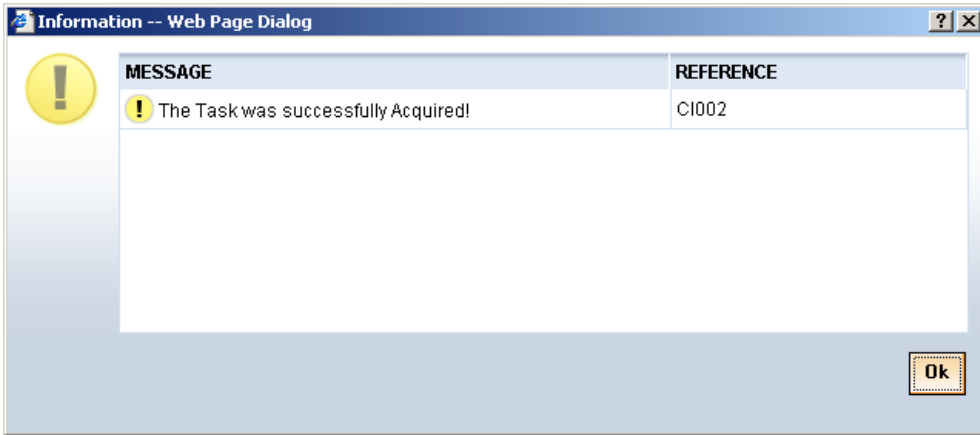 Information -- Web Page Dialog
MESSAGE REFERENCE
The Task was successfully Acquired! CI002
Ok